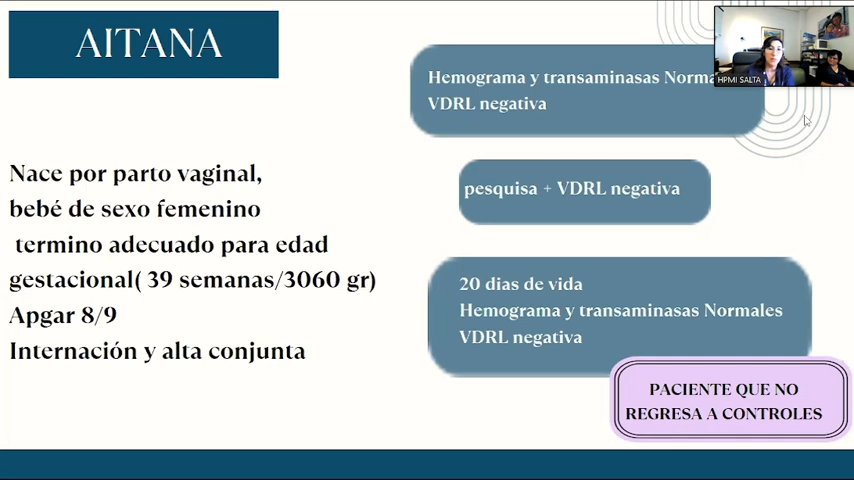 AITANA
Nace por parto vaginal,
bebé de sexo femenino
termino adecuado para edad
gestacional( 39 semanas/3060 gr)
Apgar 8/9
Internación y alta conjunta
Hemograma y transaminasas
VDRL negativa
pesquisa + VDRL negativa
20 dias de vida
Hemograma y transaminasas Normales
VDRL negativa
PACIENTE QUE NO
REGRESA A CONTROLES
HPMI SALTA